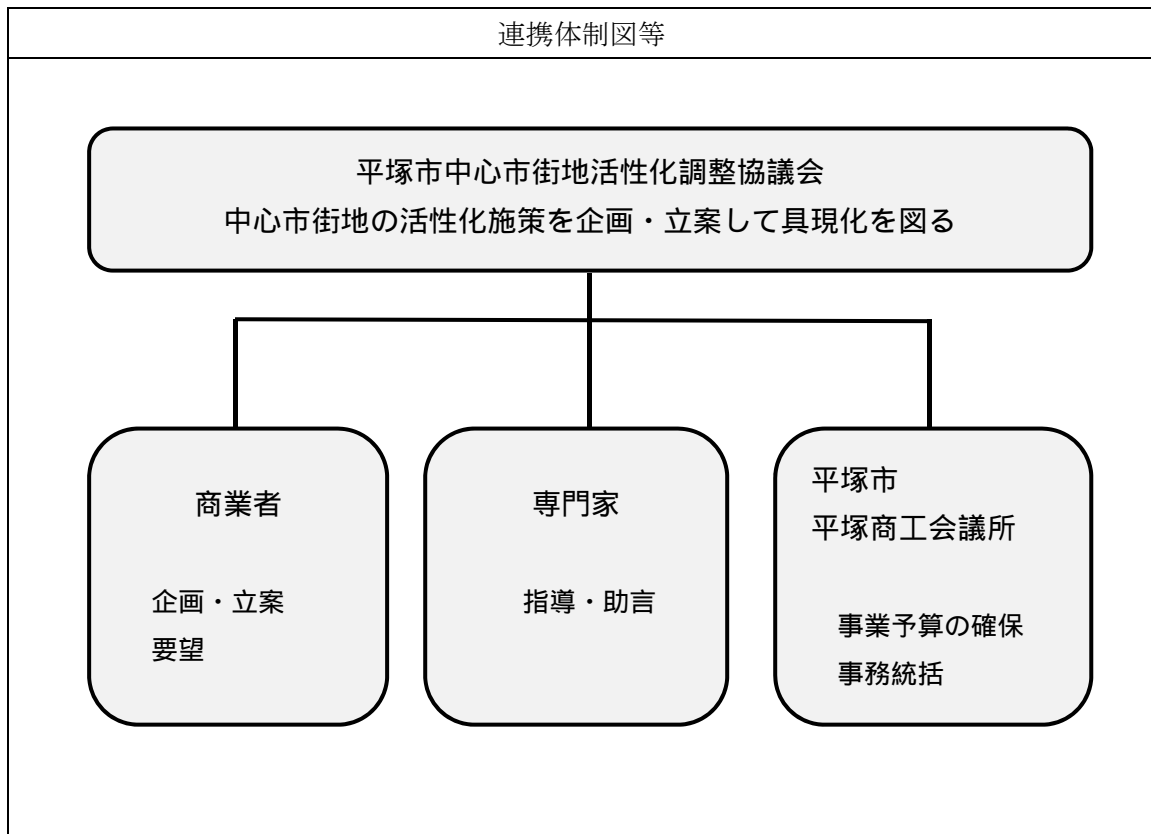 連携体制図等
平塚市中心市街地活性化調整協議会
中心市街地の活性化施策を企画・立案して具現化を図る
商業者
企画・立案
要望
専門家
指導・助言
平塚市
平塚商工会議所
事業予算の確保
事務統括